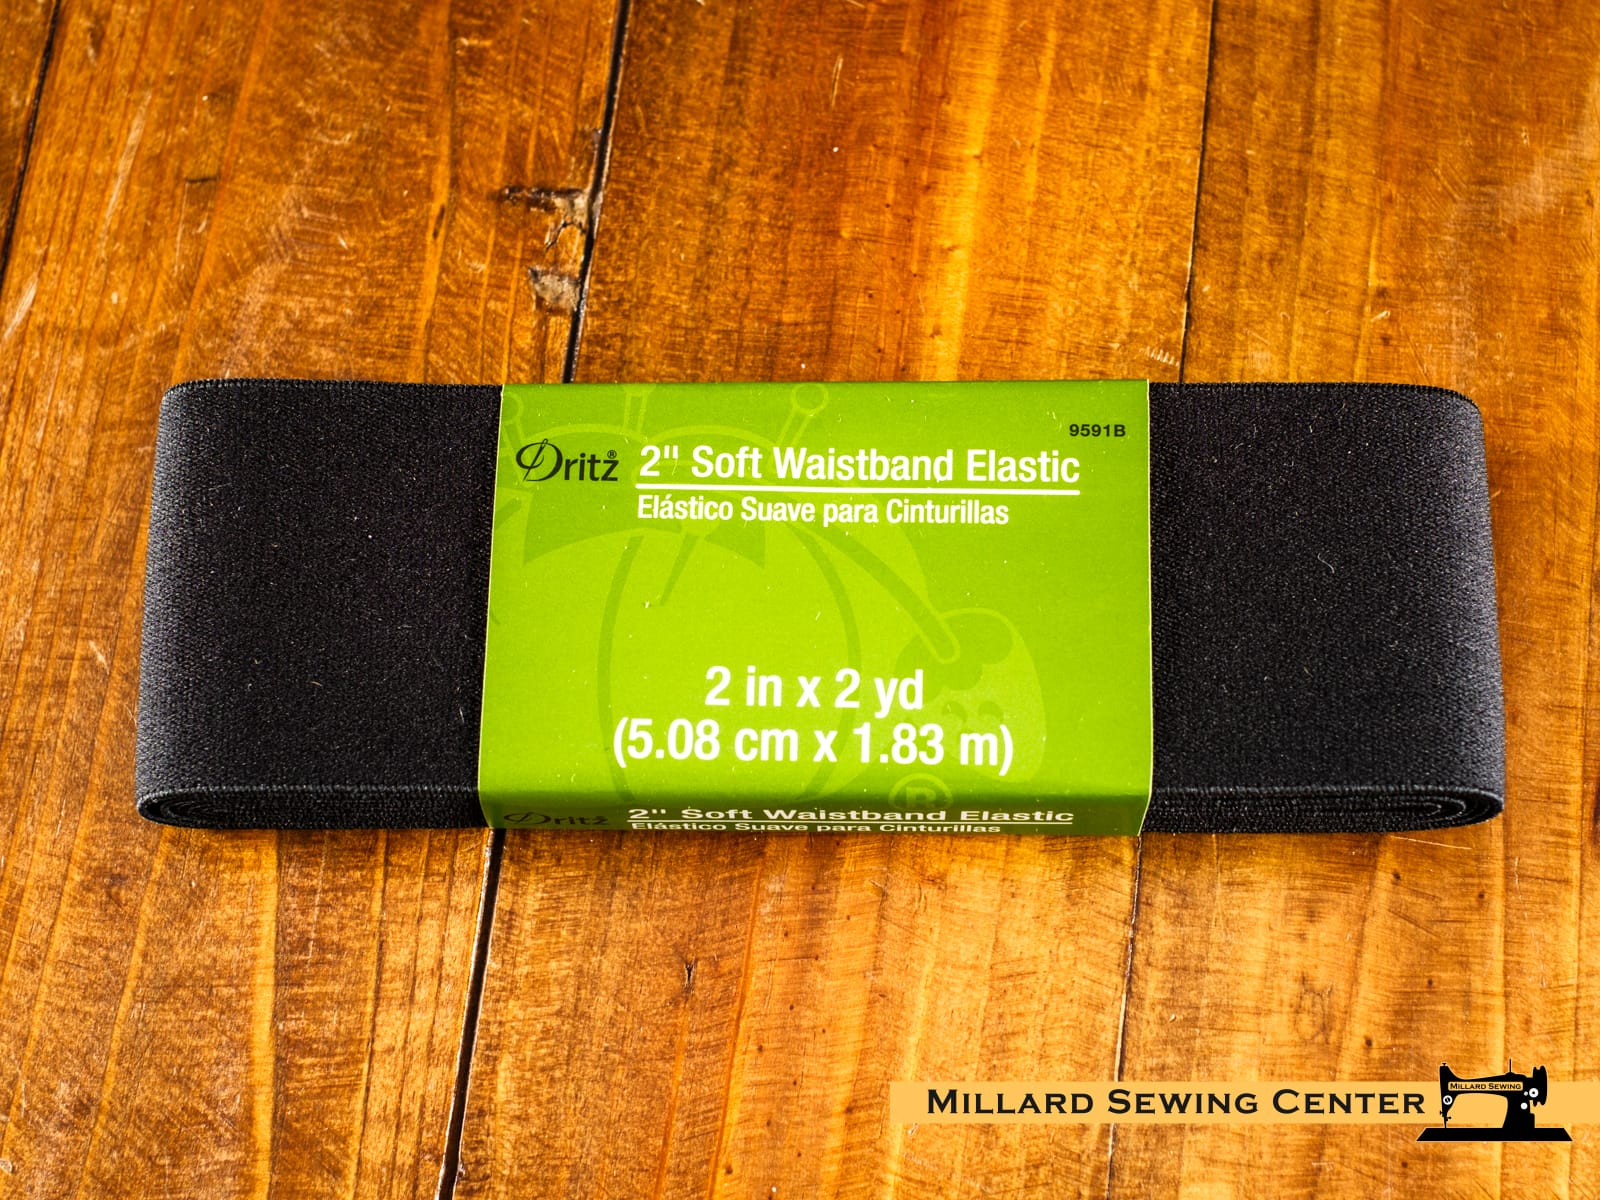 9591B
Dritz® 2" Soft Waistband Elastic
Elástico Suave para Cinturillas
2 in x 2 yd
(5.08 cm x 1.83 m)
®
Dritz 2" Soft Waistband Elastic
Elástico Suave para Cinturillas
MILLARD SEWING CENTER
MILLARD SEWING